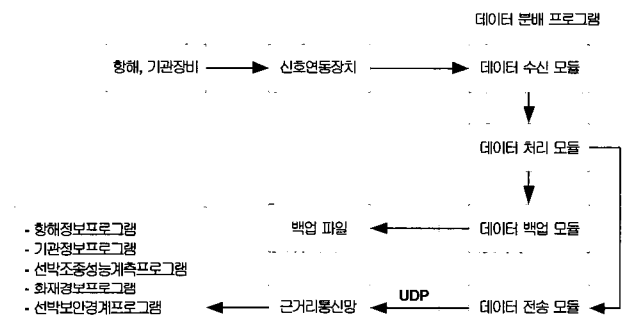 데이터 분배 프로그램
항해, 기관장비
신호연동장치
데이터 수신 모듈
데이터 처리 모듈
백업 파일
데이터 백업 모듈
- 항해정보프로그램
- 기관정보프로그램
- 선박조종성능계측프로그램
- 화재경보프로그램
- 선박보안경계프로그램
근거리통신망
UDP
데이터 전송 모듈